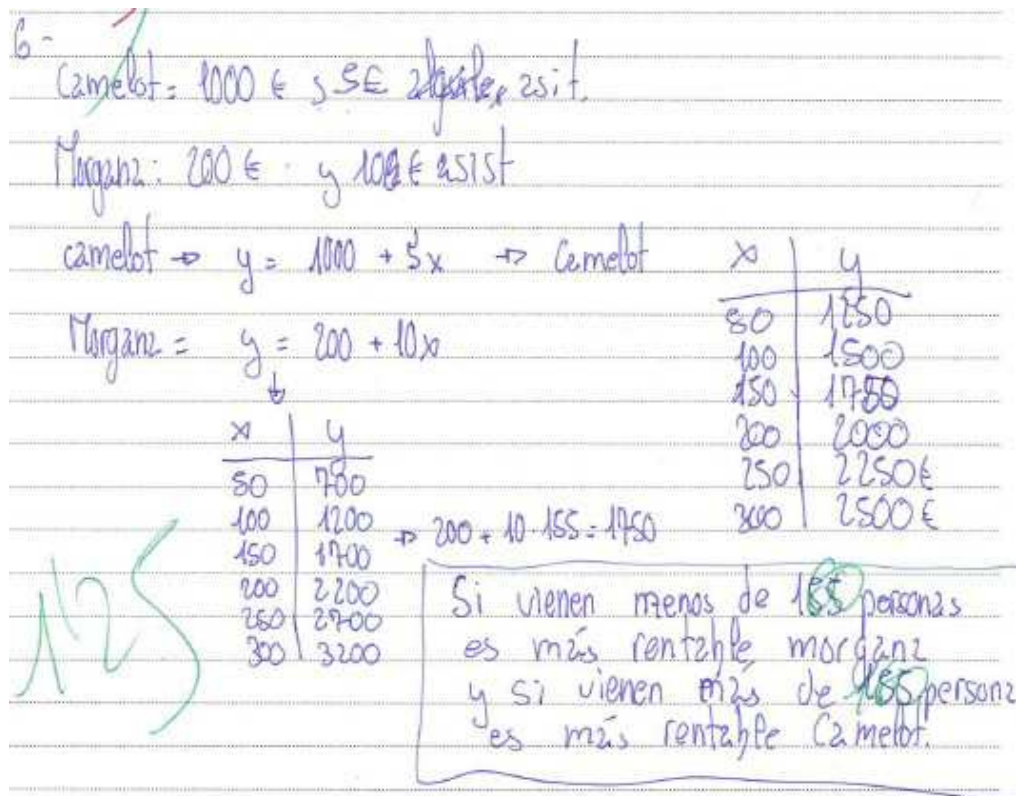 6-
Camelot = 1000 € y 5€ asit.
Morgana: 200 € y 10 € asist
camelot → y = 1000 + 5x → Camelot
Morgana = y = 200 + 10x
x | y
50 | 1250
100 | 1500
150 | 1750
200 | 2000
250 | 2250€
300 | 2500€
x | y
50 | 700
100 | 1200
150 | 1700
200 | 2200
250 | 2700
300 | 3200
→ 200 + 10 · 155 = 1750
1'25
Si vienen menos de 155 personas
es más rentable morgana
y si vienen más de 155 persona
es más rentable Camelot.